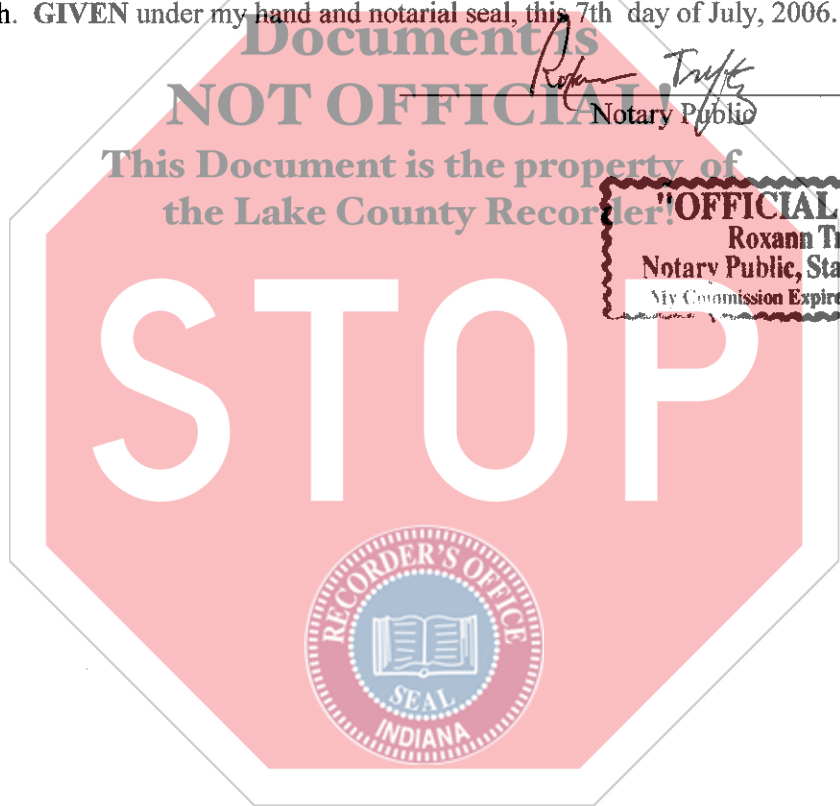 h. GIVEN under my hand and notarial seal, this 7th day of July, 2006.
Document is
NOT OFFICIAL!
Notary Public
This Document is the property of
the Lake County Recorder!
"OFFICIAL
Roxann Tr
Notary Public, Sta
My Commission Expire
STOP
RECORDER'S OFFICE
SEAL
INDIANA